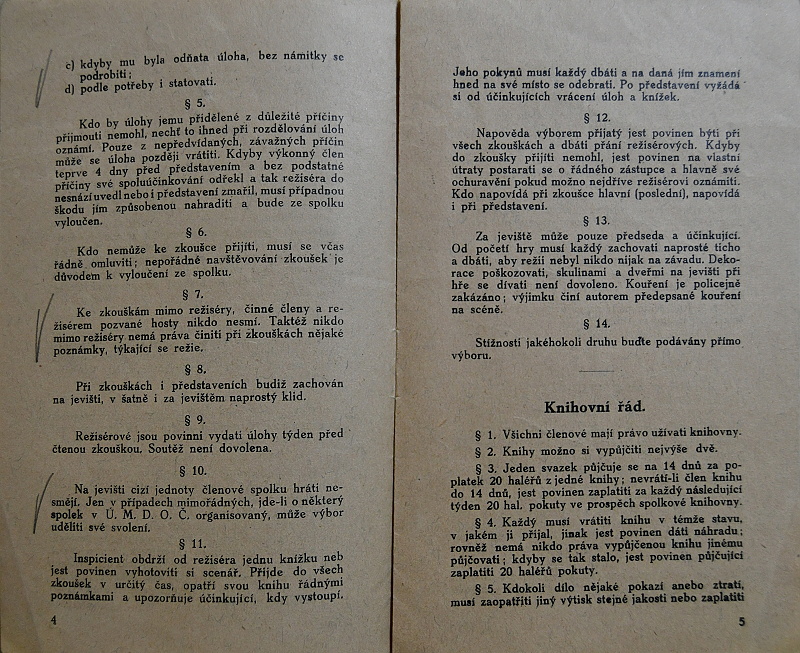 c) kdyby mu byla odňata úloha, bez námitky se
podrobiti;
d) podle potřeby i statovati.
§ 5.
Kdo by úlohy jemu přidělené z důležité příčiny
přijmouti nemohl, nechť to ihned při rozdělování úloh
oznámí. Pouze z nepředvídaných, závažných příčin
může se úloha později vrátiti. Kdyby výkonný člen
teprve 4 dny před představením a bez podstatné
příčiny své spoluúčinkování odřekl a tak režiséra do
nesnází uvedl nebo i představení zmařil, musí případnou
škodu jím způsobenou nahraditi a bude ze spolku
vyloučen.
§ 6.
Kdo nemůže ke zkoušce přijíti, musí se včas
řádně omluviti; nepořádné navštěvování zkoušek je
důvodem k vyloučení ze spolku.
§ 7.
Ke zkouškám mimo režiséry, činné členy a re-
žisérem pozvané hosty nikdo nesmí. Taktéž nikdo
mimo režiséry nemá práva činiti při zkouškách nějaké
poznámky, týkající se režie.
§ 8.
Při zkouškách i představeních budiž zachován
na jevišti, v šatně i za jevištěm naprostý klid.
§ 9.
Režisérové jsou povinni vydati úlohy týden před
čtenou zkouškou. Soutěž není dovolena.
§ 10.
Na jevišti cizí jednoty členové spolku hráti ne-
smějí. Jen v případech mimořádných, jde-li o některý
spolek v Ú. M. D. O. Č. organisovaný, může výbor
uděliti své svolení.
§ 11.
Inspicient obdrží od režiséra jednu knížku neb
jest povinen vyhotoviti si scenář. Přijde do všech
zkoušek v určitý čas, opatří svou knihu řádnými
poznámkami a upozorňuje účinkující, kdy vystoupí.
4
Jeho pokynů musí každý dbáti a na daná jím znamení
hned na své místo se odebrati. Po představení vyžádá
si od účinkujících vrácení úloh a knížek.
§ 12.
Napověda výborem přijatý jest povinen býti při
všech zkouškách a dbáti přání režisérových. Kdyby
do zkoušky přijíti nemohl, jest povinen na vlastní
útraty postarati se o řádného zástupce a hlavně své
ochuravění pokud možno nejdříve režisérovi oznámiti.
Kdo napovídá při zkoušce hlavní (poslední), napovídá
i při představení.
§ 13.
Za jeviště může pouze předseda a účinkující.
Od početí hry musí každý zachovati naprosté ticho
a dbáti, aby režii nebyl nikdo nijak na závadu. Deko-
race poškozovati, skulinami a dveřmi na jevišti při
hře se dívati není dovoleno. Kouření je policejně
zakázáno; výjimku činí autorem předepsané kouření
na scéně.
§ 14.
Stížnosti jakéhokoli druhu buďte podávány přímo
výboru.
Knihovní řád.
§ 1. Všichni členové mají právo užívati knihovny.
§ 2. Knihy možno si vypůjčiti nejvýše dvě.
§ 3. Jeden svazek půjčuje se na 14 dnů za po-
platek 20 haléřů z jedné knihy; nevrátí-li člen knihu
do 14 dnů, jest povinen zaplatiti za každý následující
týden 20 hal. pokuty ve prospěch spolkové knihovny.
§ 4. Každý musí vrátiti knihu v témže stavu,
v jakém ji přijal, jinak jest povinen dáti náhradu;
rovněž nemá nikdo práva vypůjčenou knihu jinému
půjčovati; kdyby se tak stalo, jest povinen půjčující
zaplatiti 20 haléřů pokuty.
§ 5. Kdokoli dílo nějaké pokazí anebo ztratí,
musí zaopatřiti jiný výtisk stejné jakosti nebo zaplatiti
5